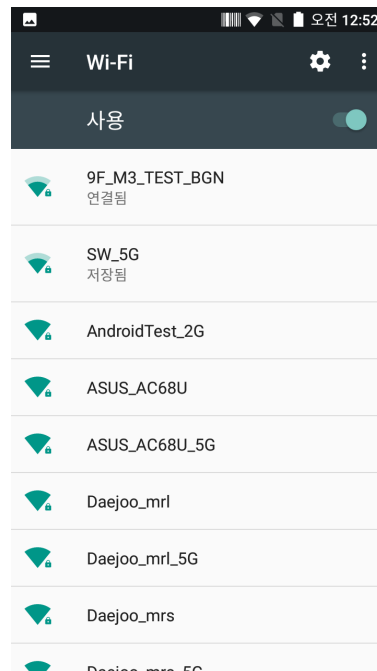 오전 12:52
Wi-Fi
사용
9F_M3_TEST_BGN
연결됨
SW_5G
저장됨
AndroidTest_2G
ASUS_AC68U
ASUS_AC68U_5G
Daejoo_mrl
Daejoo_mrl_5G
Daejoo_mrs